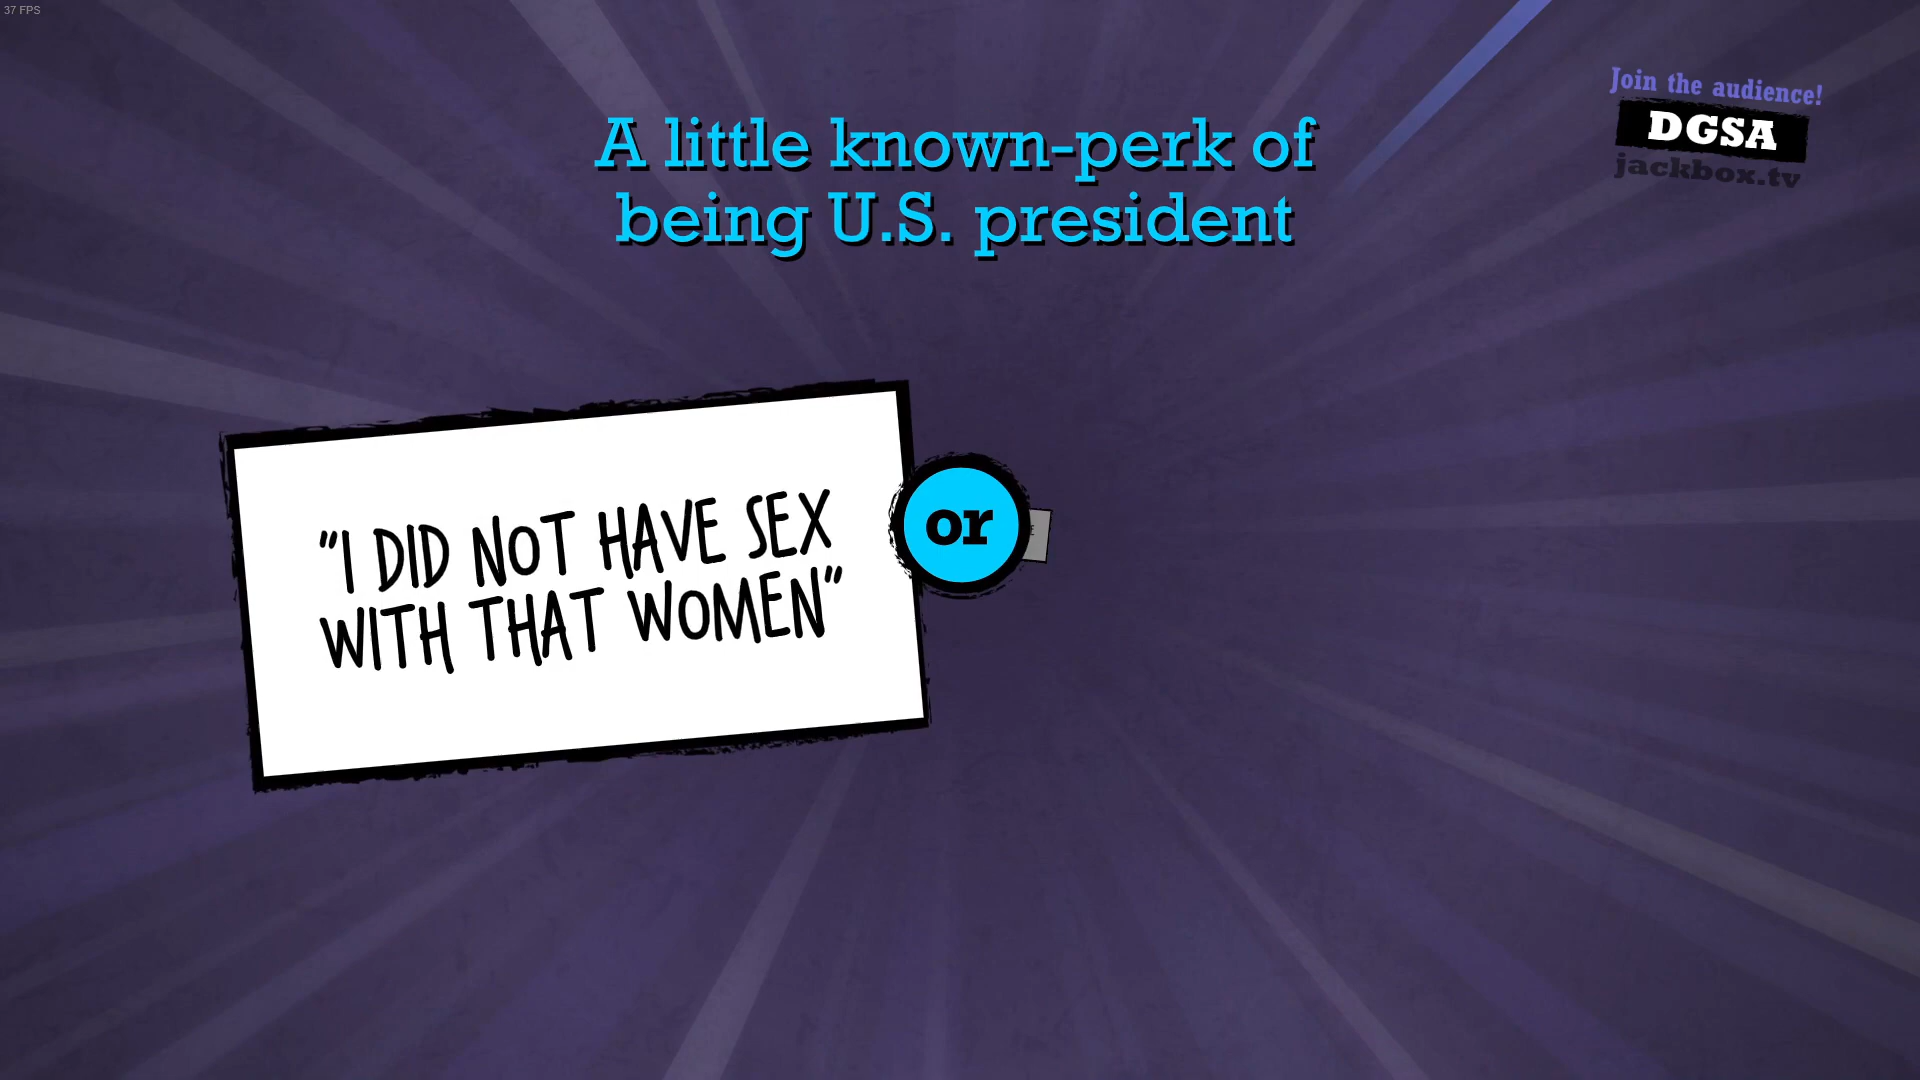 37 FPS
Join the audience!
DGSA
jackbox.tv
A little known-perk of
being U.S. president
"I DID NOT HAVE SEX
WITH THAT WOMEN"
or